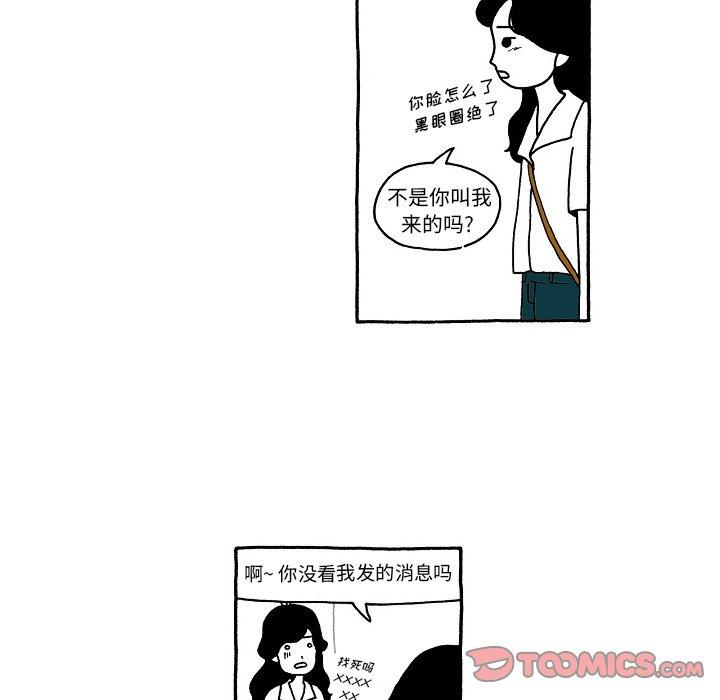 你脸怎么了
黑眼圈绝了
不是你叫我
来的吗?
啊~ 你没看我发的消息吗
找死吗
XXXX
XX
TOOMICS.COM